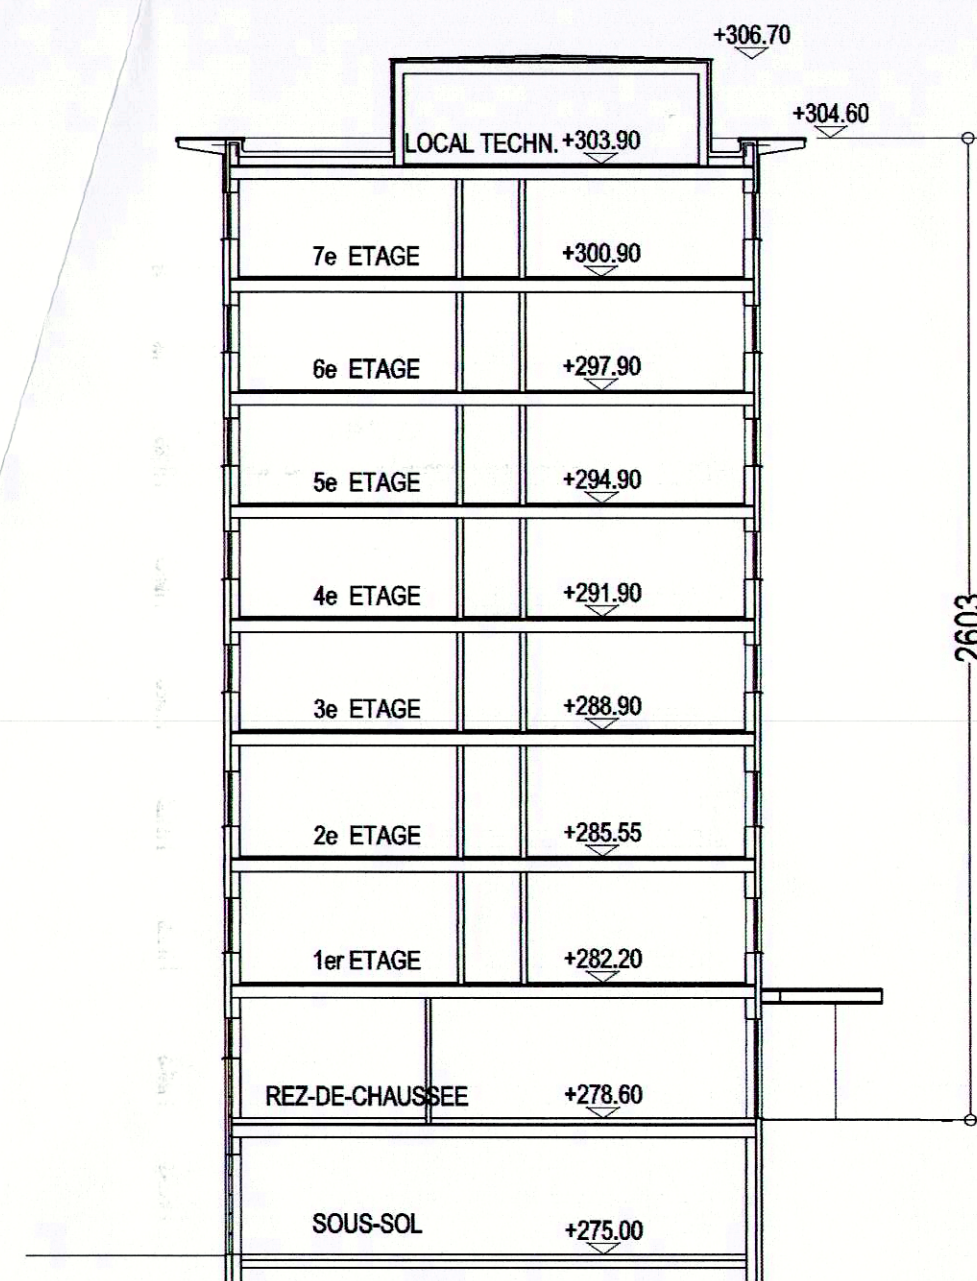 +306.70
+304.60
LOCAL TECHN. +303.90
7e ETAGE +300.90
6e ETAGE +297.90
5e ETAGE +294.90
4e ETAGE +291.90
2603
3e ETAGE +288.90
2e ETAGE +285.55
1er ETAGE +282.20
REZ-DE-CHAUSSEE +278.60
SOUS-SOL +275.00